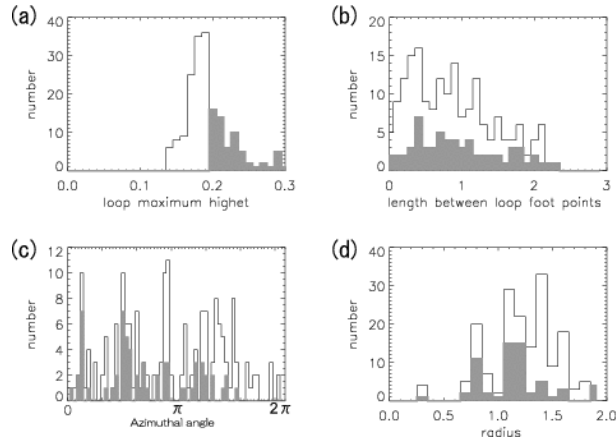 (a)
40
30
20
10
0
number
0.0 0.1 0.2 0.3
loop maximum highet
(b)
20
15
10
5
0
number
0 1 2 3
length between loop foot points
(c)
12
10
8
6
4
2
0
number
0 π 2π
Azimuthal angle
(d)
40
30
20
10
0
number
0.0 0.5 1.0 1.5 2.0
radius